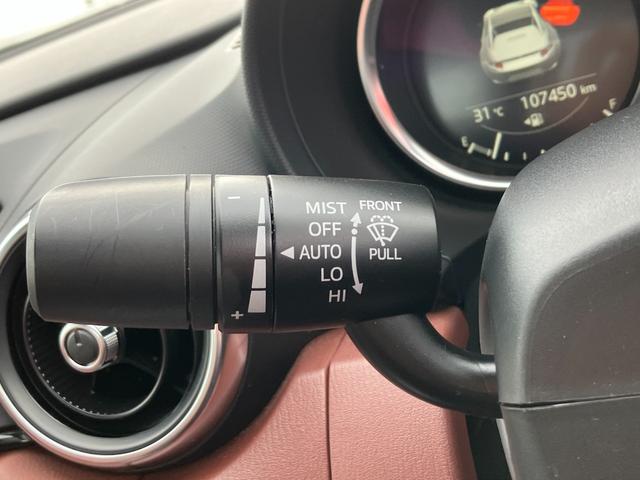 31℃ 107450 km
E F
−
+
MIST FRONT
OFF
AUTO PULL
LO
HI